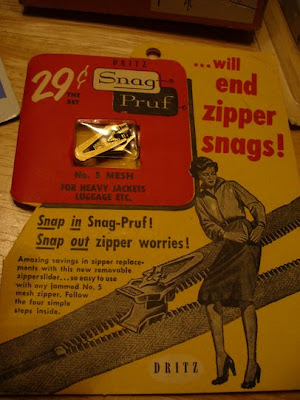 DRITZ
29¢
THE
SET
Snag-
Pruf
No. 5 MESH
FOR HEAVY JACKETS
LUGGAGE ETC.
...will
end
zipper
snags!
Snap in Snag-Pruf!
Snap out zipper worries!
Amazing savings in zipper replace-
ments with this new removable
zipper slider...so easy to use
with any jammed No. 5
mesh zipper. Follow
the four simple
steps inside.
DRITZ